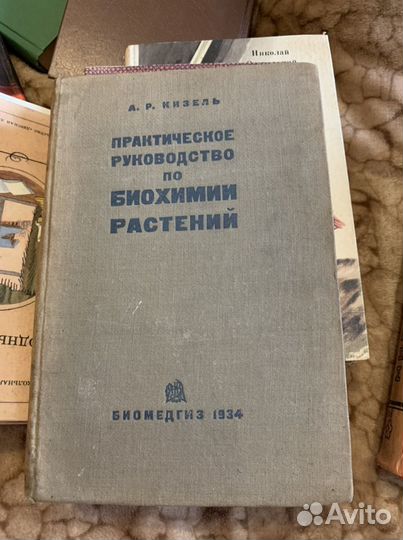 А. Р. КИЗЕЛЬ
ПРАКТИЧЕСКОЕ
РУКОВОДСТВО
ПО
БИОХИМИИ
РАСТЕНИЙ
БИОМЕДГИЗ 1934
Николай
Avito